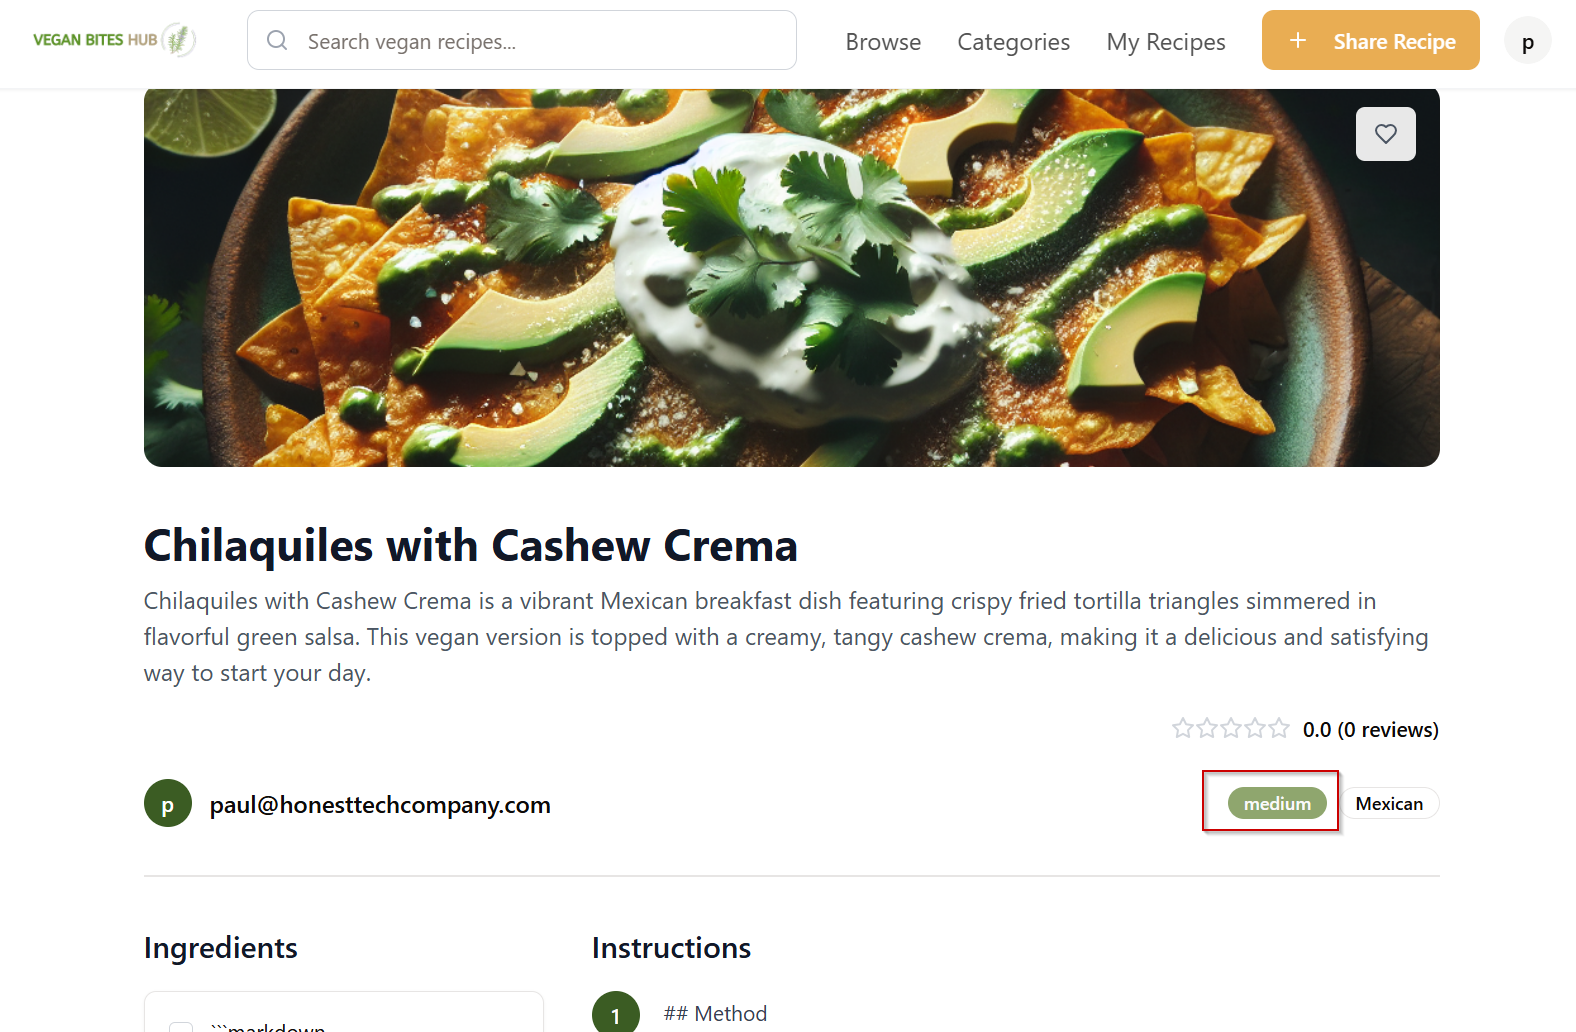 VEGAN BITES HUB
Search vegan recipes...
Browse
Categories
My Recipes
+ Share Recipe
p
Chilaquiles with Cashew Crema
Chilaquiles with Cashew Crema is a vibrant Mexican breakfast dish featuring crispy fried tortilla triangles simmered in
flavorful green salsa. This vegan version is topped with a creamy, tangy cashew crema, making it a delicious and satisfying
way to start your day.
0.0 (0 reviews)
p
paul@honesttechcompany.com
medium
Mexican
Ingredients
Instructions
```markdown
1
## Method